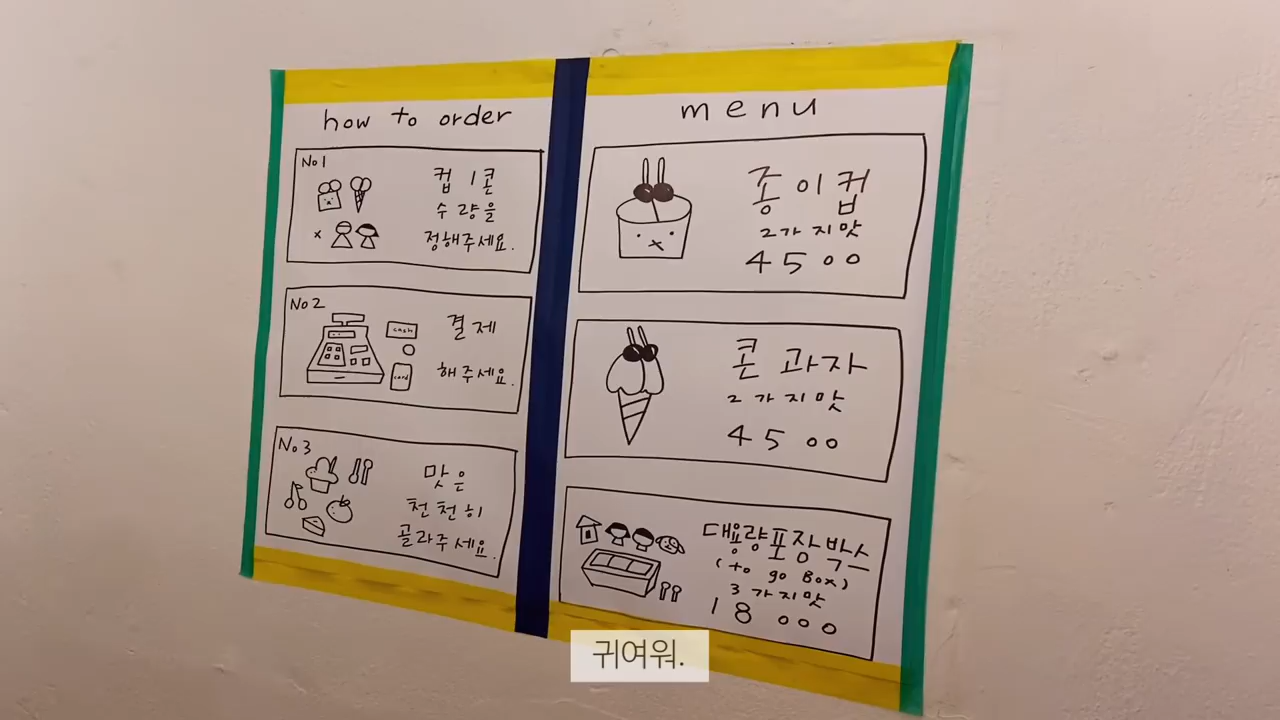 how to order
No1
컵 / 콘
수량을
x
정해주세요.
No2
cash
card
결제
해주세요.
No3
맛은
천천히
골라주세요.
menu
종이컵
2가지맛
4500
콘과자
2가지맛
4500
대용량포장박스
(to go Box)
3가지맛
18000
귀여워.